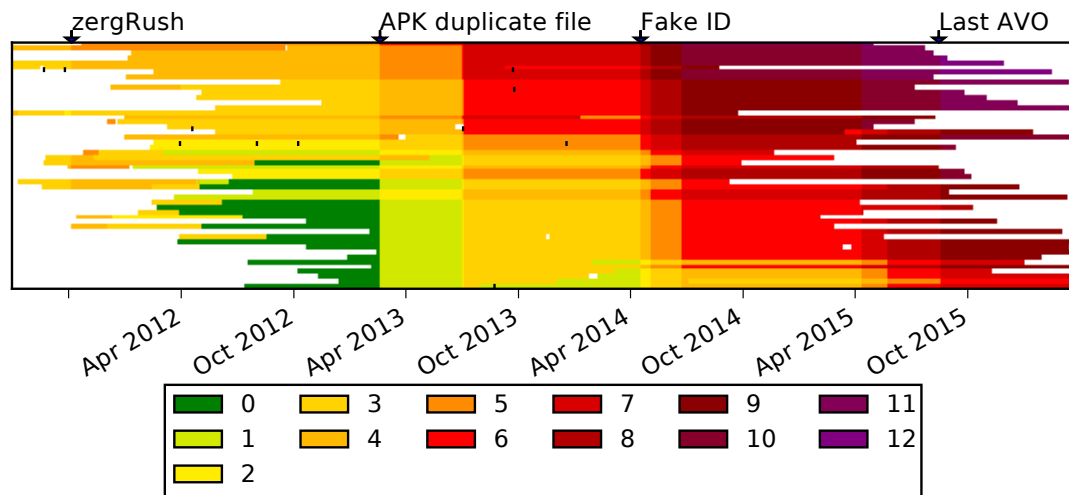 zergRush APK duplicate file Fake ID Last AVO
Apr 2012 Oct 2012 Apr 2013 Oct 2013 Apr 2014 Oct 2014 Apr 2015 Oct 2015
0 3 5 7 9 11
1 4 6 8 10 12
2